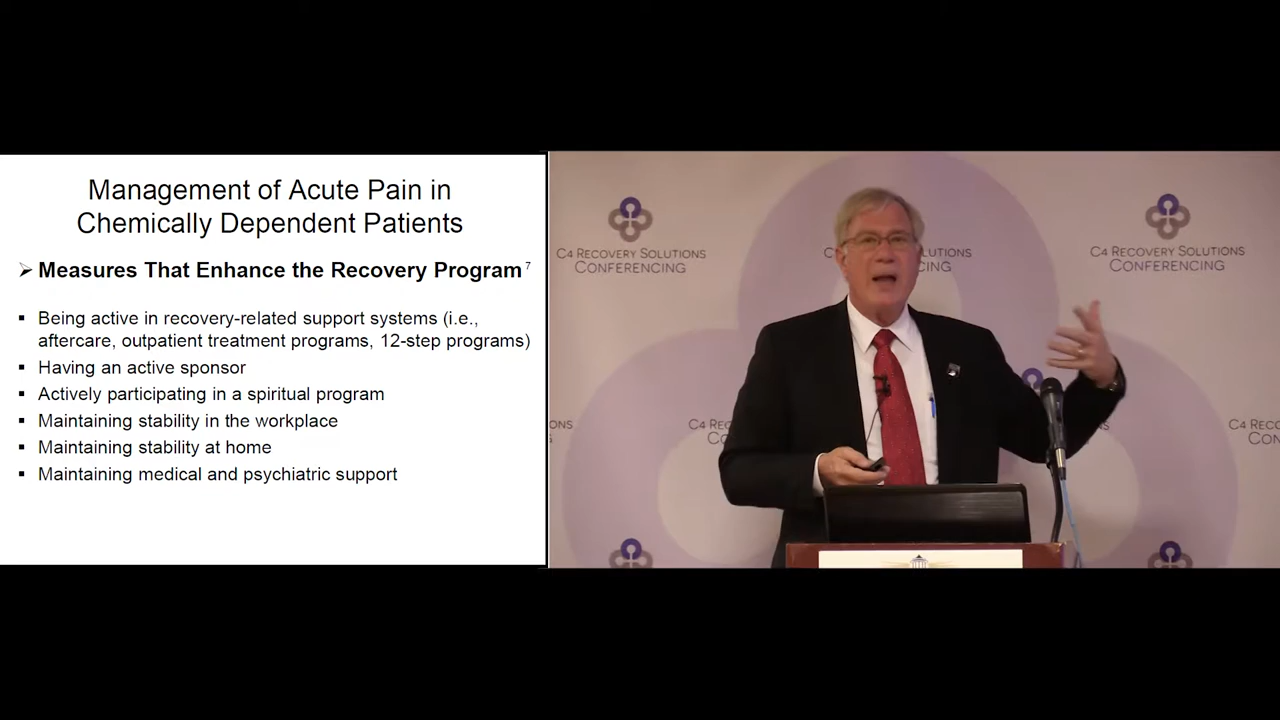 Management of Acute Pain in
Chemically Dependent Patients
➢ Measures That Enhance the Recovery Program 7
▪ Being active in recovery-related support systems (i.e.,
aftercare, outpatient treatment programs, 12-step programs)
▪ Having an active sponsor
▪ Actively participating in a spiritual program
▪ Maintaining stability in the workplace
▪ Maintaining stability at home
▪ Maintaining medical and psychiatric support
C4 RECOVERY SOLUTIONS
CONFERENCING
C4 RECOVERY SOLUTIONS
CONFERENCING